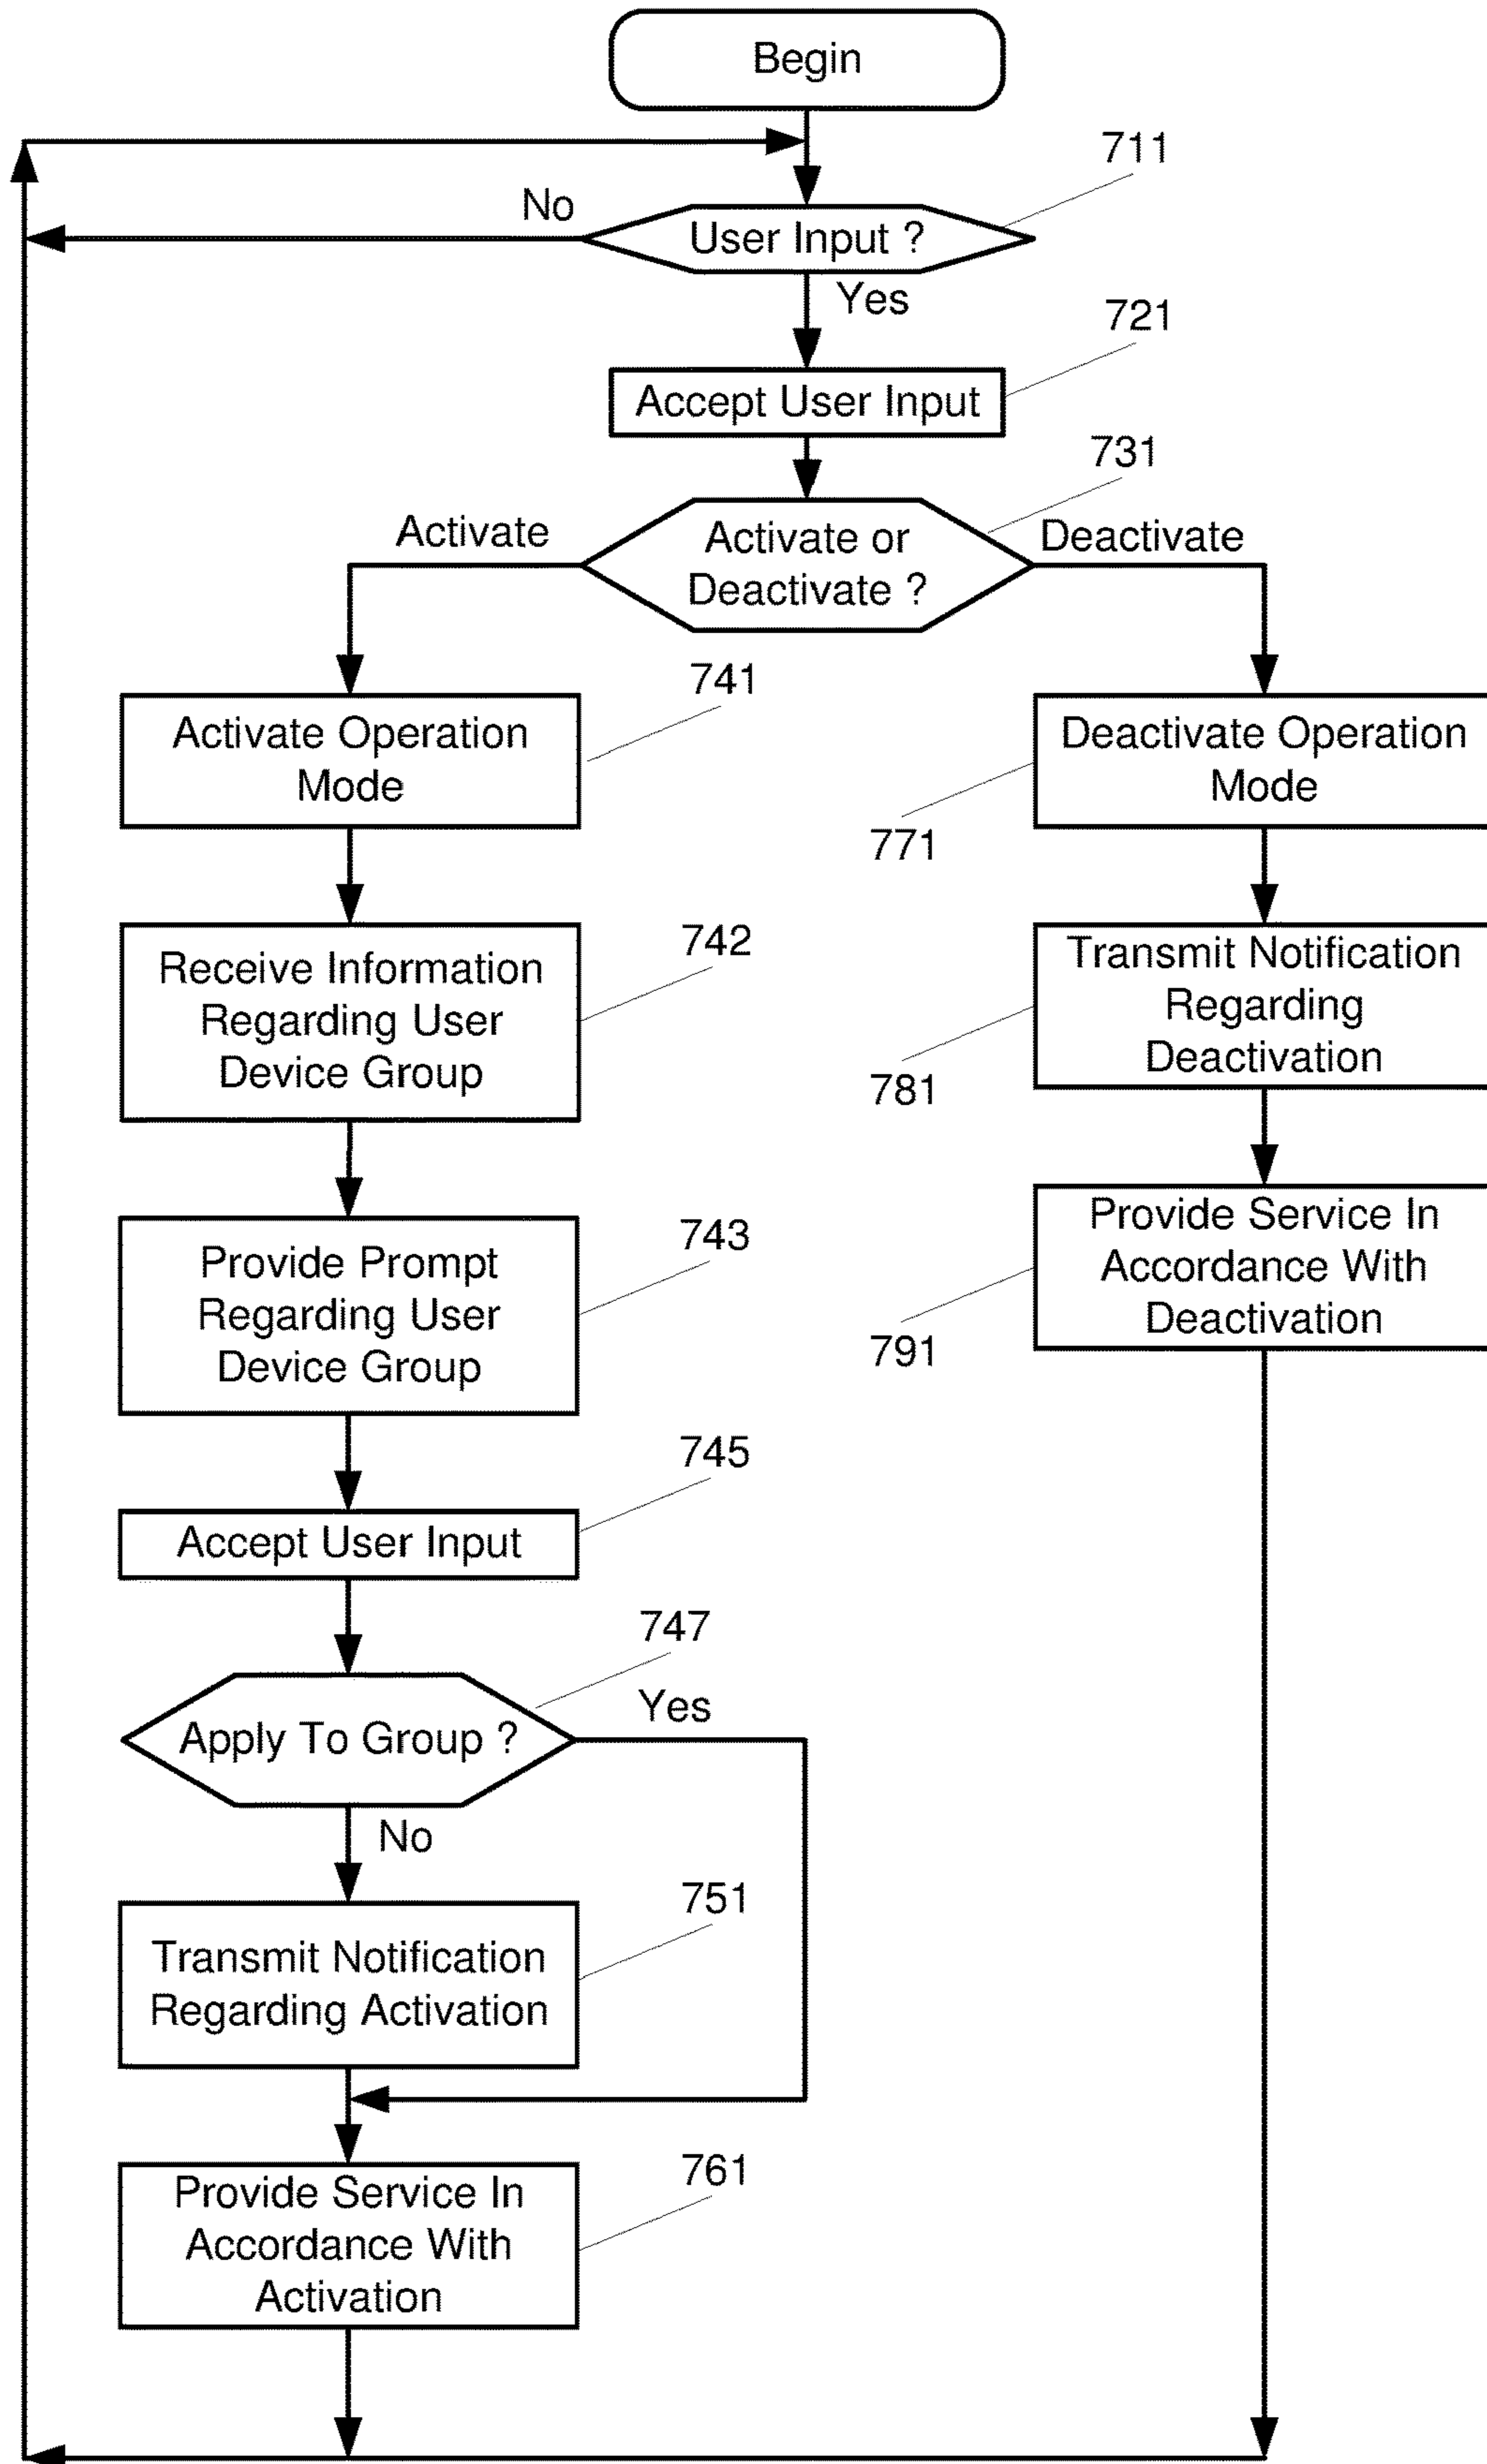 Begin
711
No
User Input ?
Yes
721
Accept User Input
731
Activate
Activate or
Deactivate ?
Deactivate
741
Activate Operation
Mode
Deactivate Operation
Mode
771
742
Receive Information
Regarding User
Device Group
Transmit Notification
Regarding
Deactivation
781
743
Provide Prompt
Regarding User
Device Group
Provide Service In
Accordance With
Deactivation
791
745
Accept User Input
747
Apply To Group ?
Yes
No
751
Transmit Notification
Regarding Activation
761
Provide Service In
Accordance With
Activation